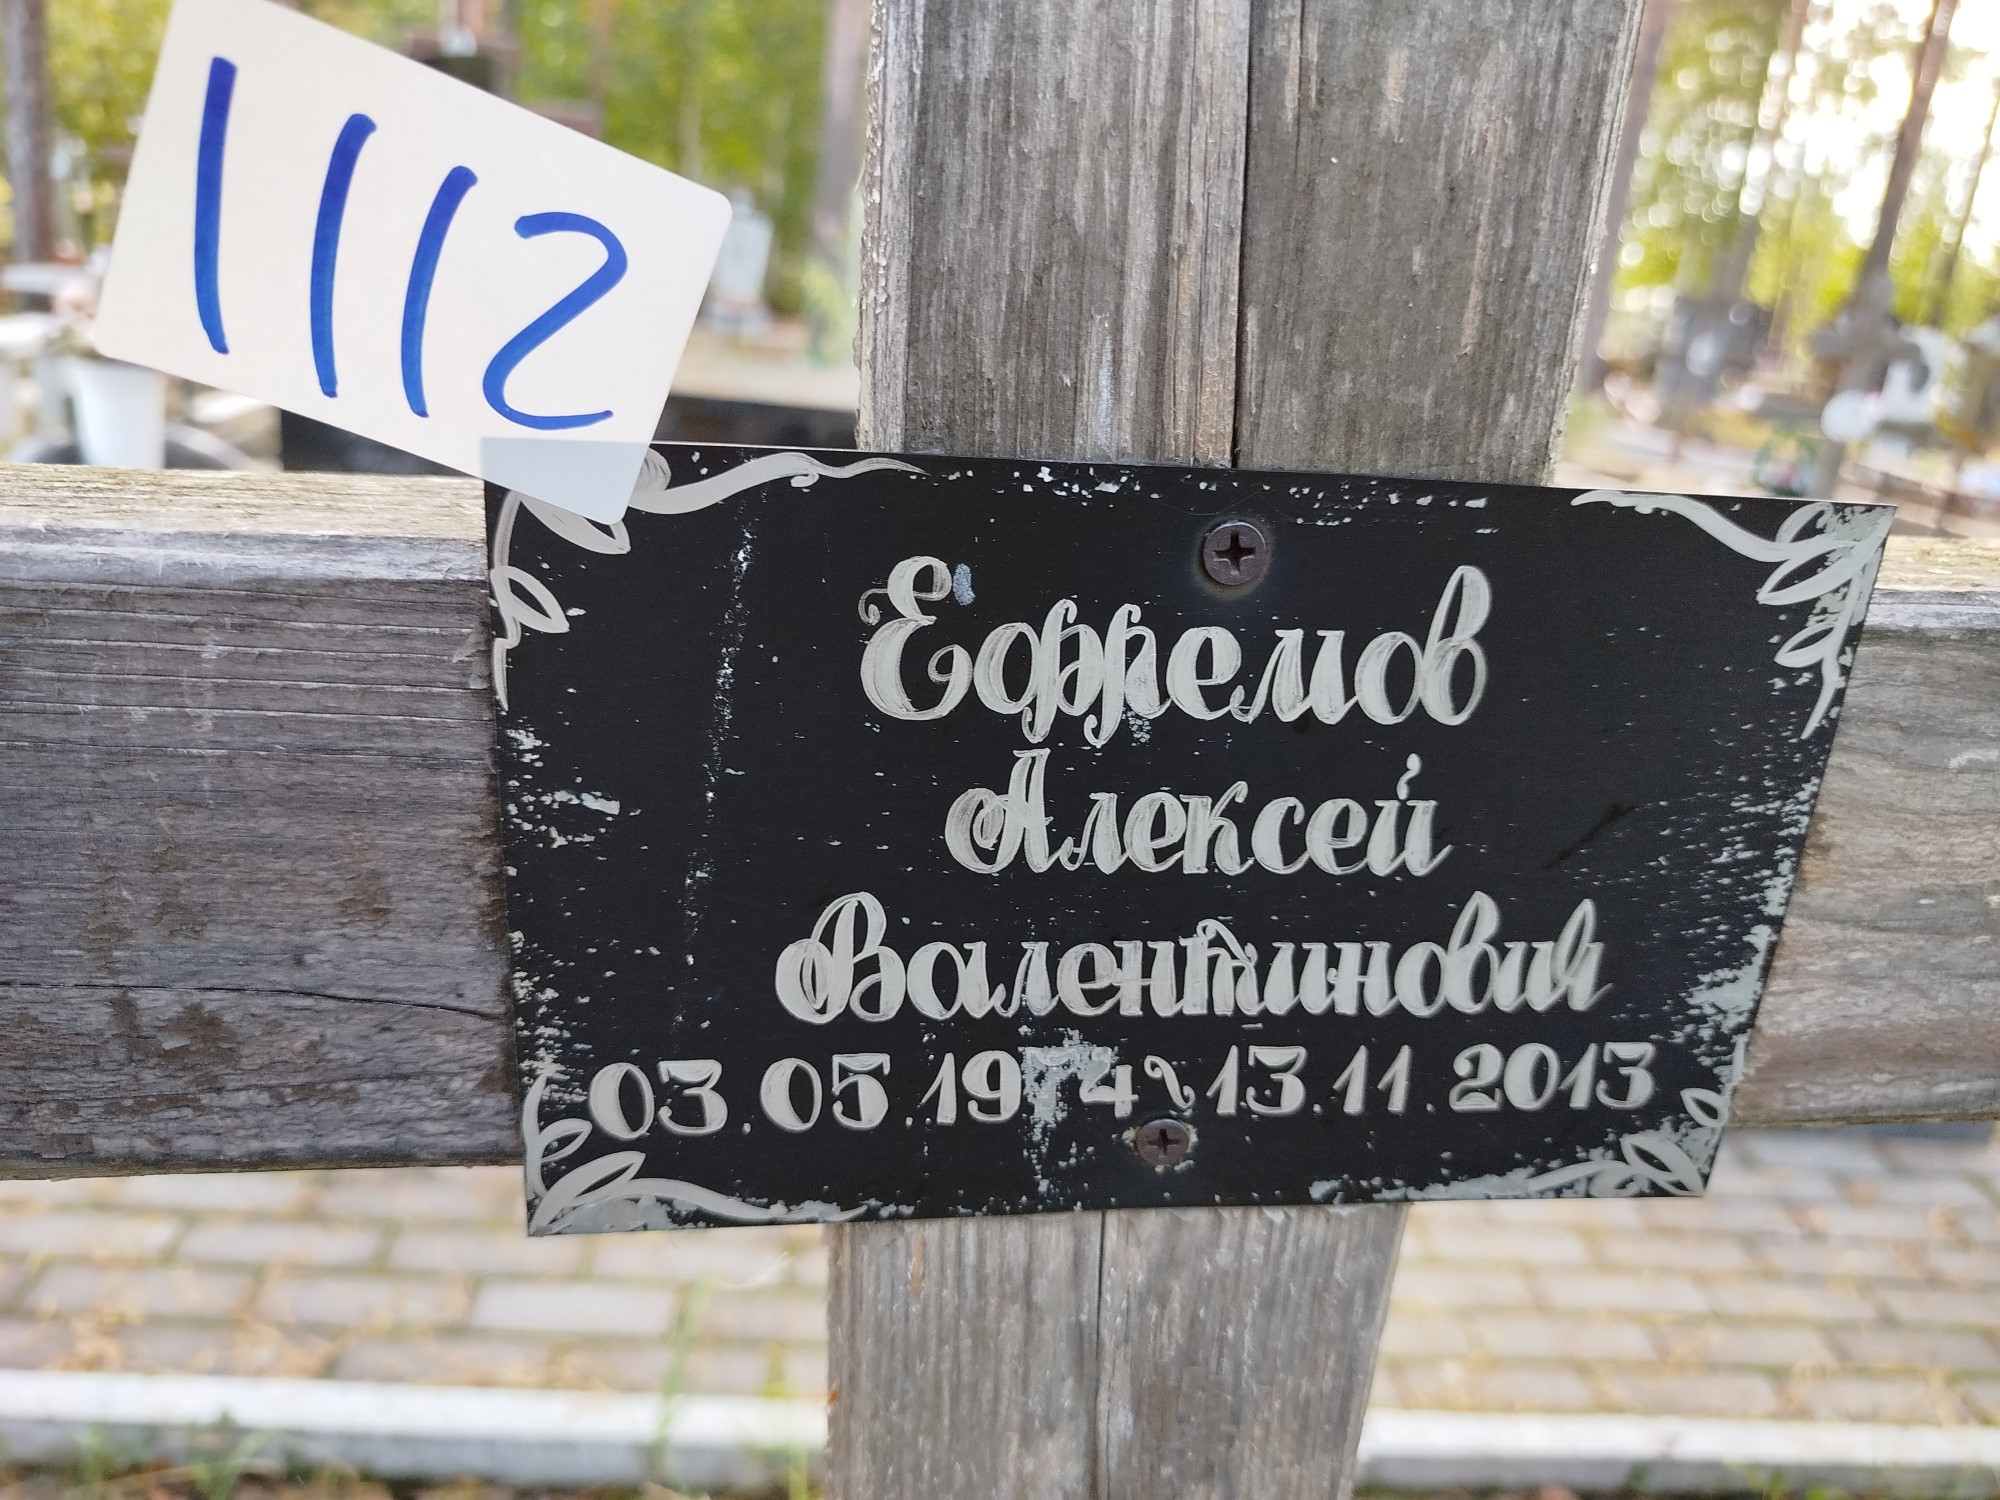 1112
Ефремов
Алексей
Валентинович
03.05.1974~13.11.2013